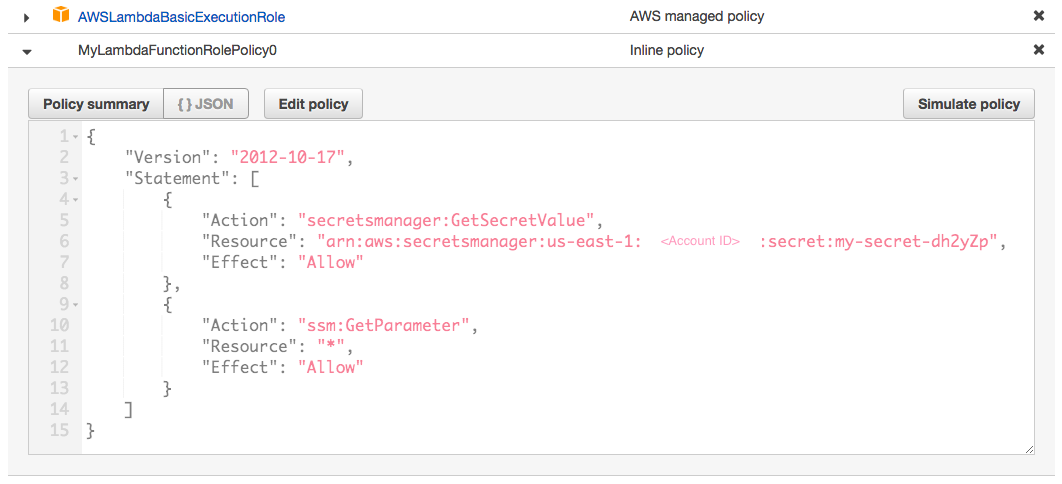 AWSLambdaBasicExecutionRole AWS managed policy ✖
MyLambdaFunctionRolePolicy0 Inline policy ✖
Policy summary { } JSON Edit policy Simulate policy
1 {
2 "Version": "2012-10-17",
3 "Statement": [
4 {
5 "Action": "secretsmanager:GetSecretValue",
6 "Resource": "arn:aws:secretsmanager:us-east-1: <Account ID> :secret:my-secret-dh2yZp",
7 "Effect": "Allow"
8 },
9 {
10 "Action": "ssm:GetParameter",
11 "Resource": "*",
12 "Effect": "Allow"
13 }
14 ]
15 }